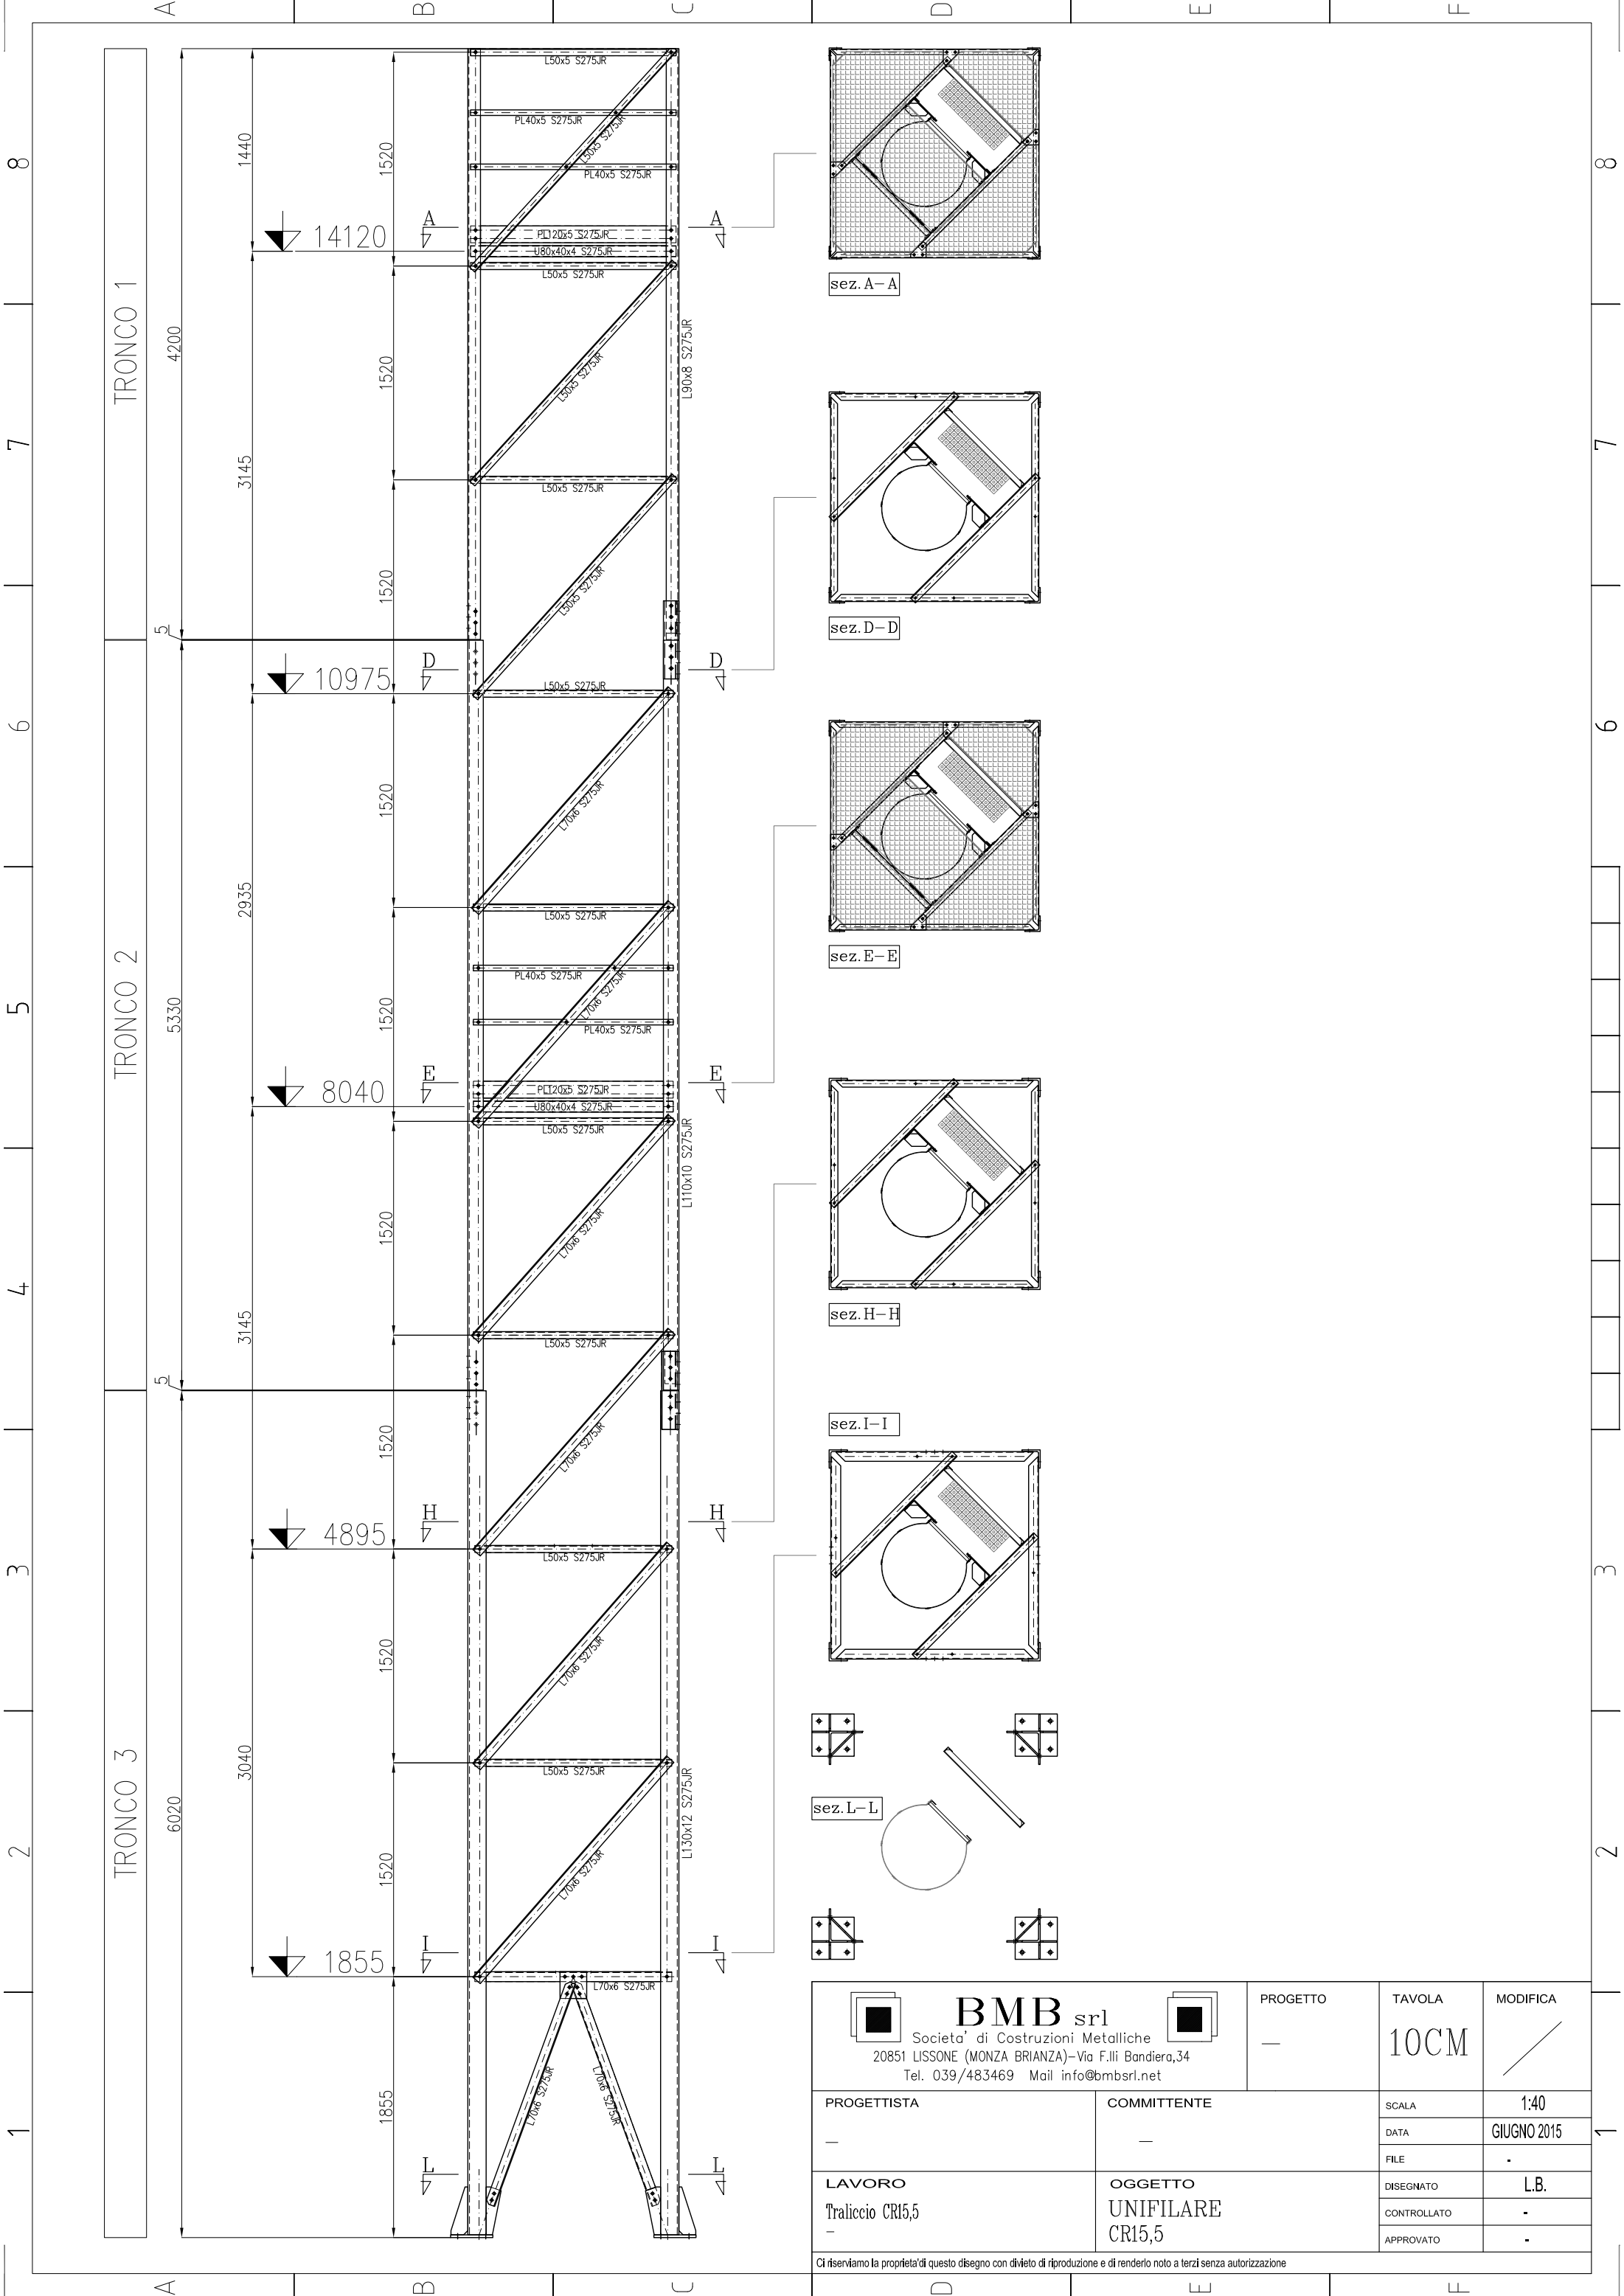 A B C D E F
8
TRONCO 1
4200
1440
1520
L50x5 S275JR
PL40x5 S275JR
L50x5 S275JR
PL40x5 S275JR
14120
A A
PL120x5 S275JR
U80x40x4 S275JR
L50x5 S275JR
sez.A-A
8
7
3145
1520
L50x5 S275JR
L90x8 S275JR
L50x5 S275JR
1520
L50x5 S275JR
7
5
10975
D D
L50x5 S275JR
sez.D-D
6
TRONCO 2
5330
2935
1520
L70x6 S275JR
L50x5 S275JR
6
PL40x5 S275JR
L70x6 S275JR
PL40x5 S275JR
1520
sez.E-E
5
8040
E E
PL120x5 S275JR
U80x40x4 S275JR
L50x5 S275JR
5
3145
1520
L70x6 S275JR
L110x10 S275JR
L50x5 S275JR
sez.H-H
4
4
5
1520
L70x6 S275JR
sez.I-I
4895
H H
L50x5 S275JR
3
TRONCO 3
6020
3040
1520
L70x6 S275JR
L50x5 S275JR
3
1520
L70x6 S275JR
L130x12 S275JR
sez.L-L
2
2
1855
I I
L70x6 S275JR
1855
L70x6 S275JR
L70x6 S275JR
L L
1
1
BMB srl
Societa' di Costruzioni Metalliche
20851 LISSONE (MONZA BRIANZA)-Via F.lli Bandiera,34
Tel. 039/483469 Mail info@bmbsrl.net
PROGETTO
–
TAVOLA
10CM
MODIFICA
PROGETTISTA
–
COMMITTENTE
–
SCALA 1:40
DATA GIUGNO 2015
FILE -
LAVORO
Traliccio CR15,5
–
OGGETTO
UNIFILARE
CR15,5
DISEGNATO L.B.
CONTROLLATO -
APPROVATO -
Ci riserviamo la proprieta'di questo disegno con divieto di riproduzione e di renderlo noto a terzi senza autorizzazione
A B C D E F